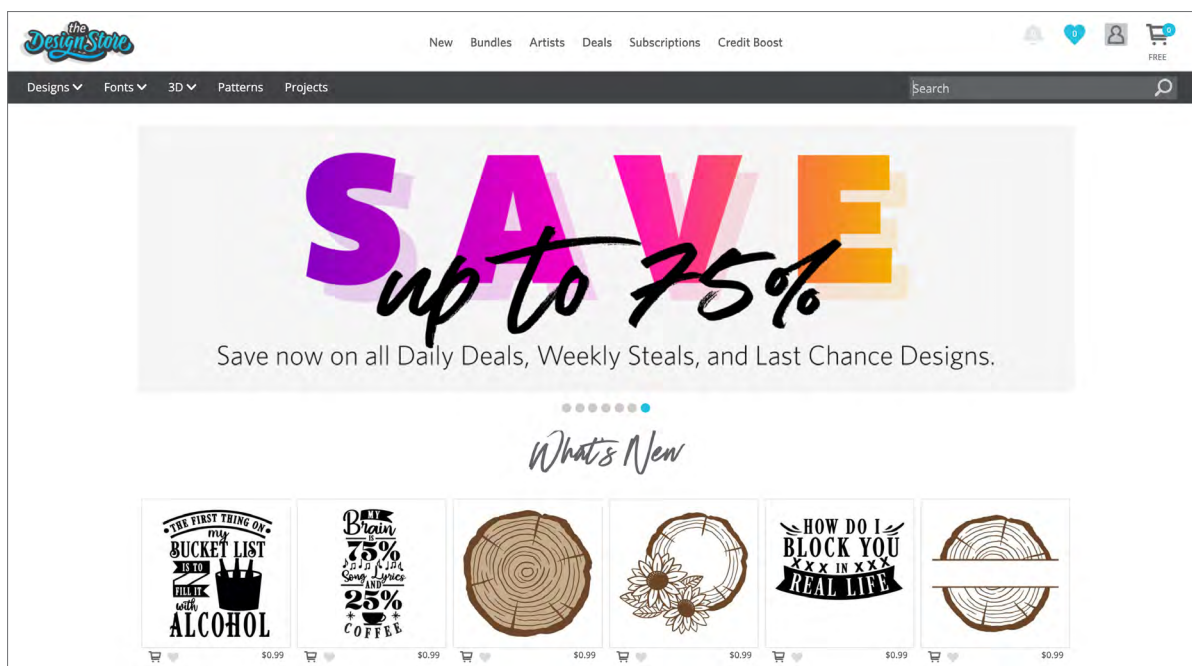 the
Design Store
New Bundles Artists Deals Subscriptions Credit Boost
0
0
FREE
Designs Fonts 3D Patterns Projects
Search
SAVE
up to 75%
Save now on all Daily Deals, Weekly Steals, and Last Chance Designs.
What's New
THE FIRST THING ON
my
BUCKET LIST
IS TO
FILL IT
with
ALCOHOL
MY
Brain
IS
75%
Song Lyrics
AND
25%
COFFEE
HOW DO I
BLOCK YOU
XXX IN XXX
REAL LIFE
$0.99 $0.99 $0.99 $0.99 $0.99 $0.99